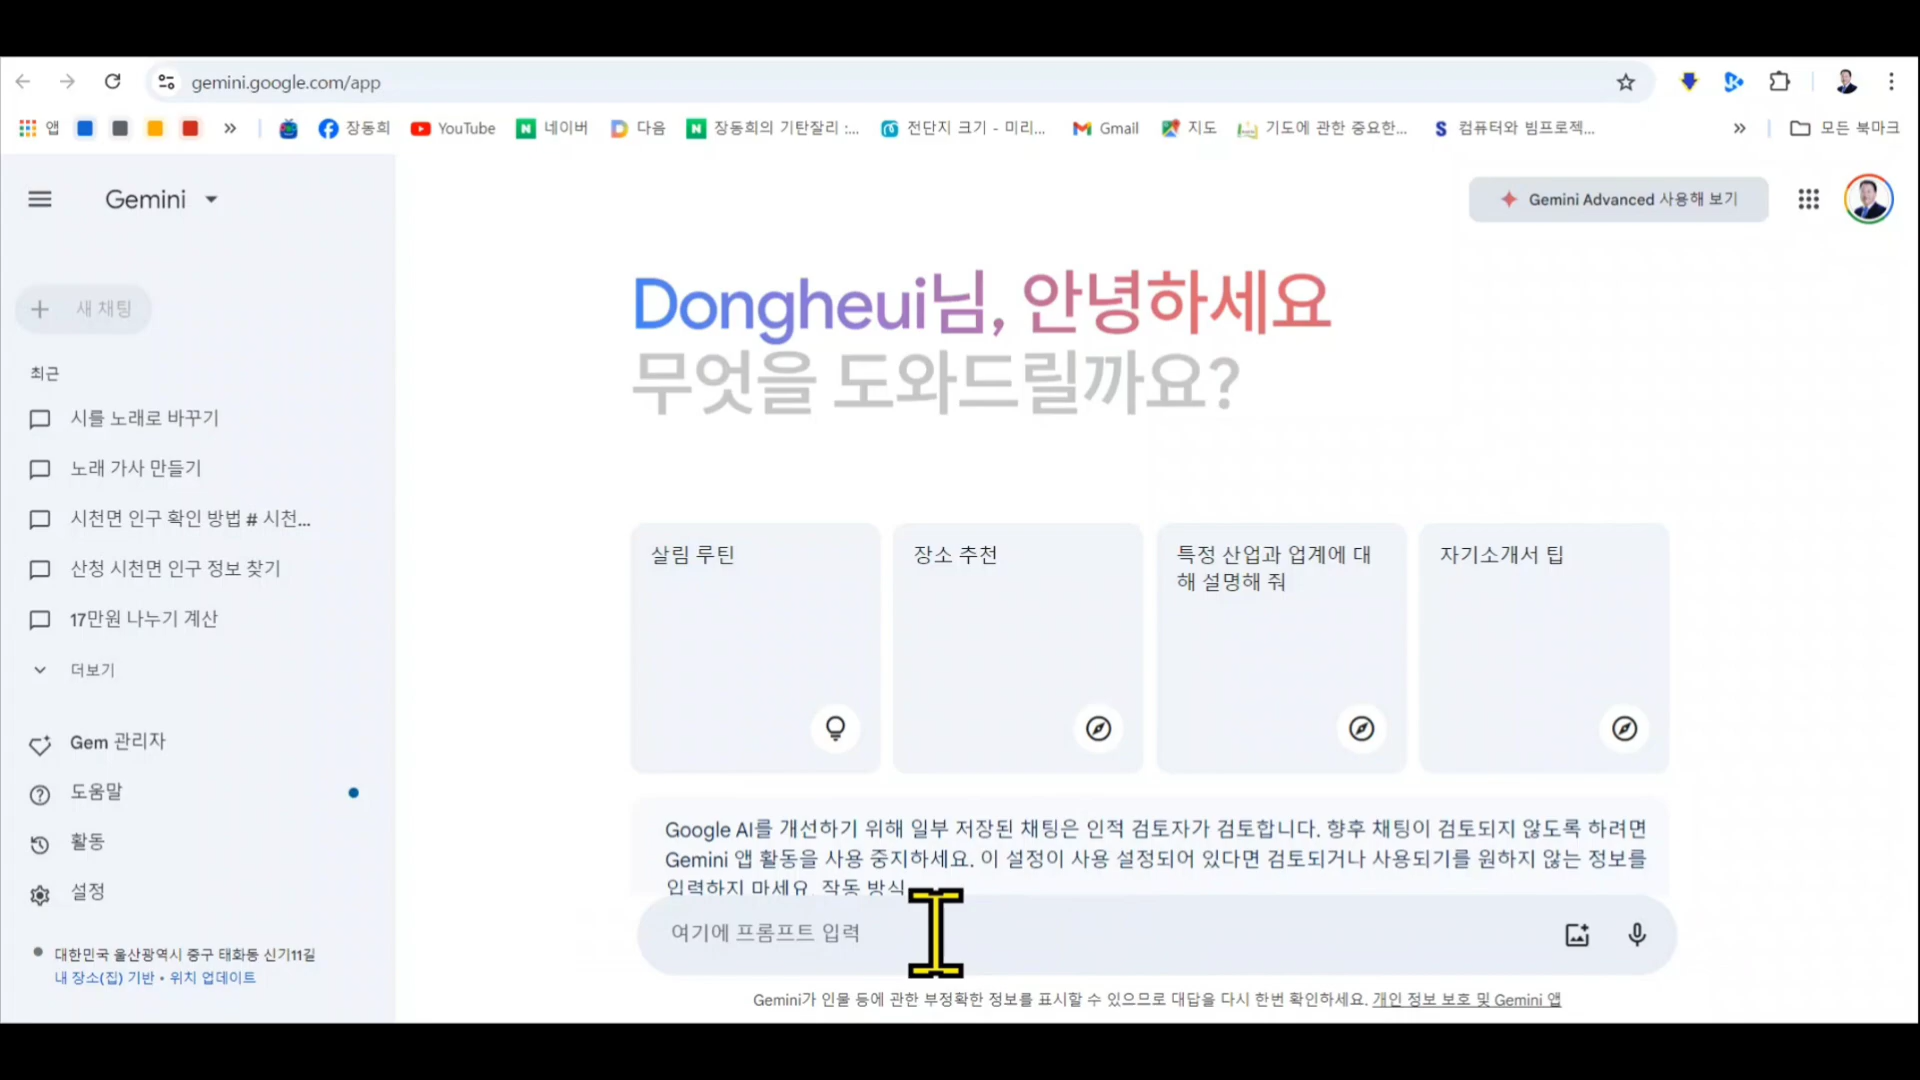 gemini.google.com/app
앱
장동희
YouTube
네이버
다음
장동희의 기탄잘리 :...
전단지 크기 - 미리...
Gmail
지도
기도에 관한 중요한...
컴퓨터와 빔프로젝...
모든 북마크
Gemini
Gemini Advanced 사용해 보기
새 채팅
최근
시를 노래로 바꾸기
노래 가사 만들기
시천면 인구 확인 방법 # 시천...
산청 시천면 인구 정보 찾기
17만원 나누기 계산
더보기
Gem 관리자
도움말
활동
설정
대한민국 울산광역시 중구 태화동 신기11길
내 장소(집) 기반 • 위치 업데이트
Dongheui님, 안녕하세요
무엇을 도와드릴까요?
살림 루틴
장소 추천
특정 산업과 업계에 대
해 설명해 줘
자기소개서 팁
Google AI를 개선하기 위해 일부 저장된 채팅은 인적 검토자가 검토합니다. 향후 채팅이 검토되지 않도록 하려면
Gemini 앱 활동을 사용 중지하세요. 이 설정이 사용 설정되어 있다면 검토되거나 사용되기를 원하지 않는 정보를
입력하지 마세요. 작동 방식
여기에 프롬프트 입력
Gemini가 인물 등에 관한 부정확한 정보를 표시할 수 있으므로 대답을 다시 한번 확인하세요. 개인 정보 보호 및 Gemini 앱